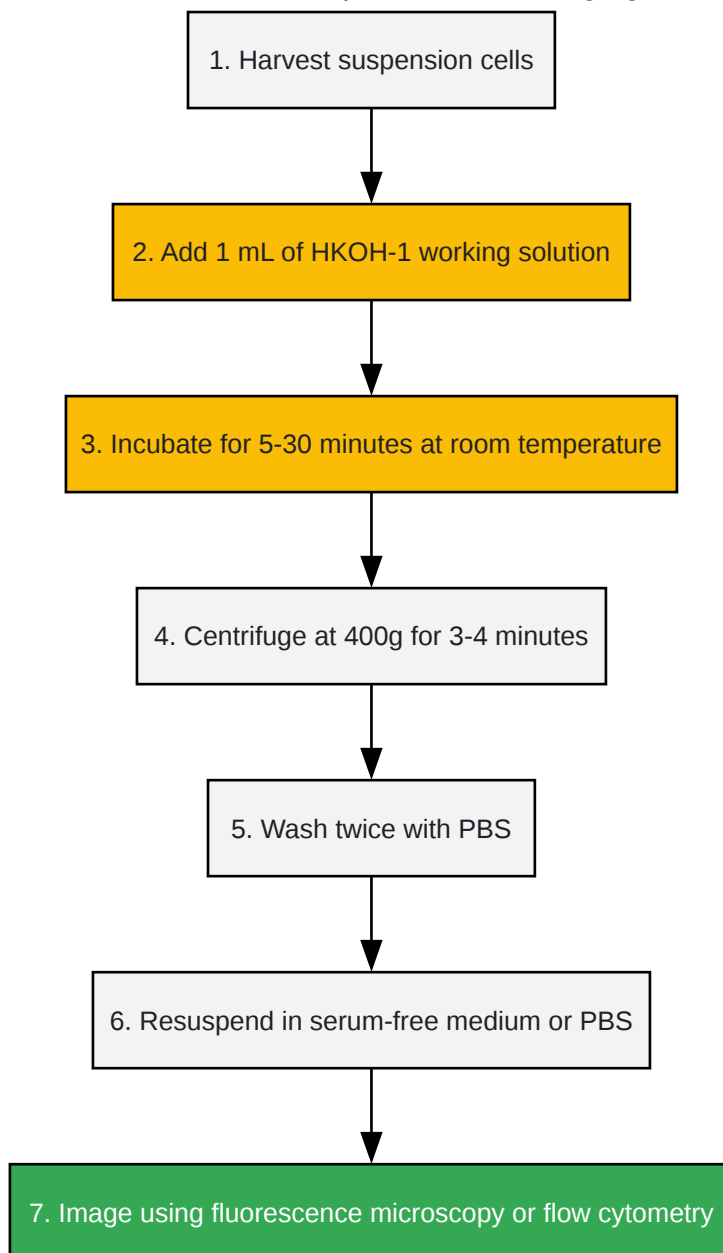 1. Harvest suspension cells
2. Add 1 mL of HKOH-1 working solution
3. Incubate for 5-30 minutes at room temperature
4. Centrifuge at 400g for 3-4 minutes
5. Wash twice with PBS
6. Resuspend in serum-free medium or PBS
7. Image using fluorescence microscopy or flow cytometry